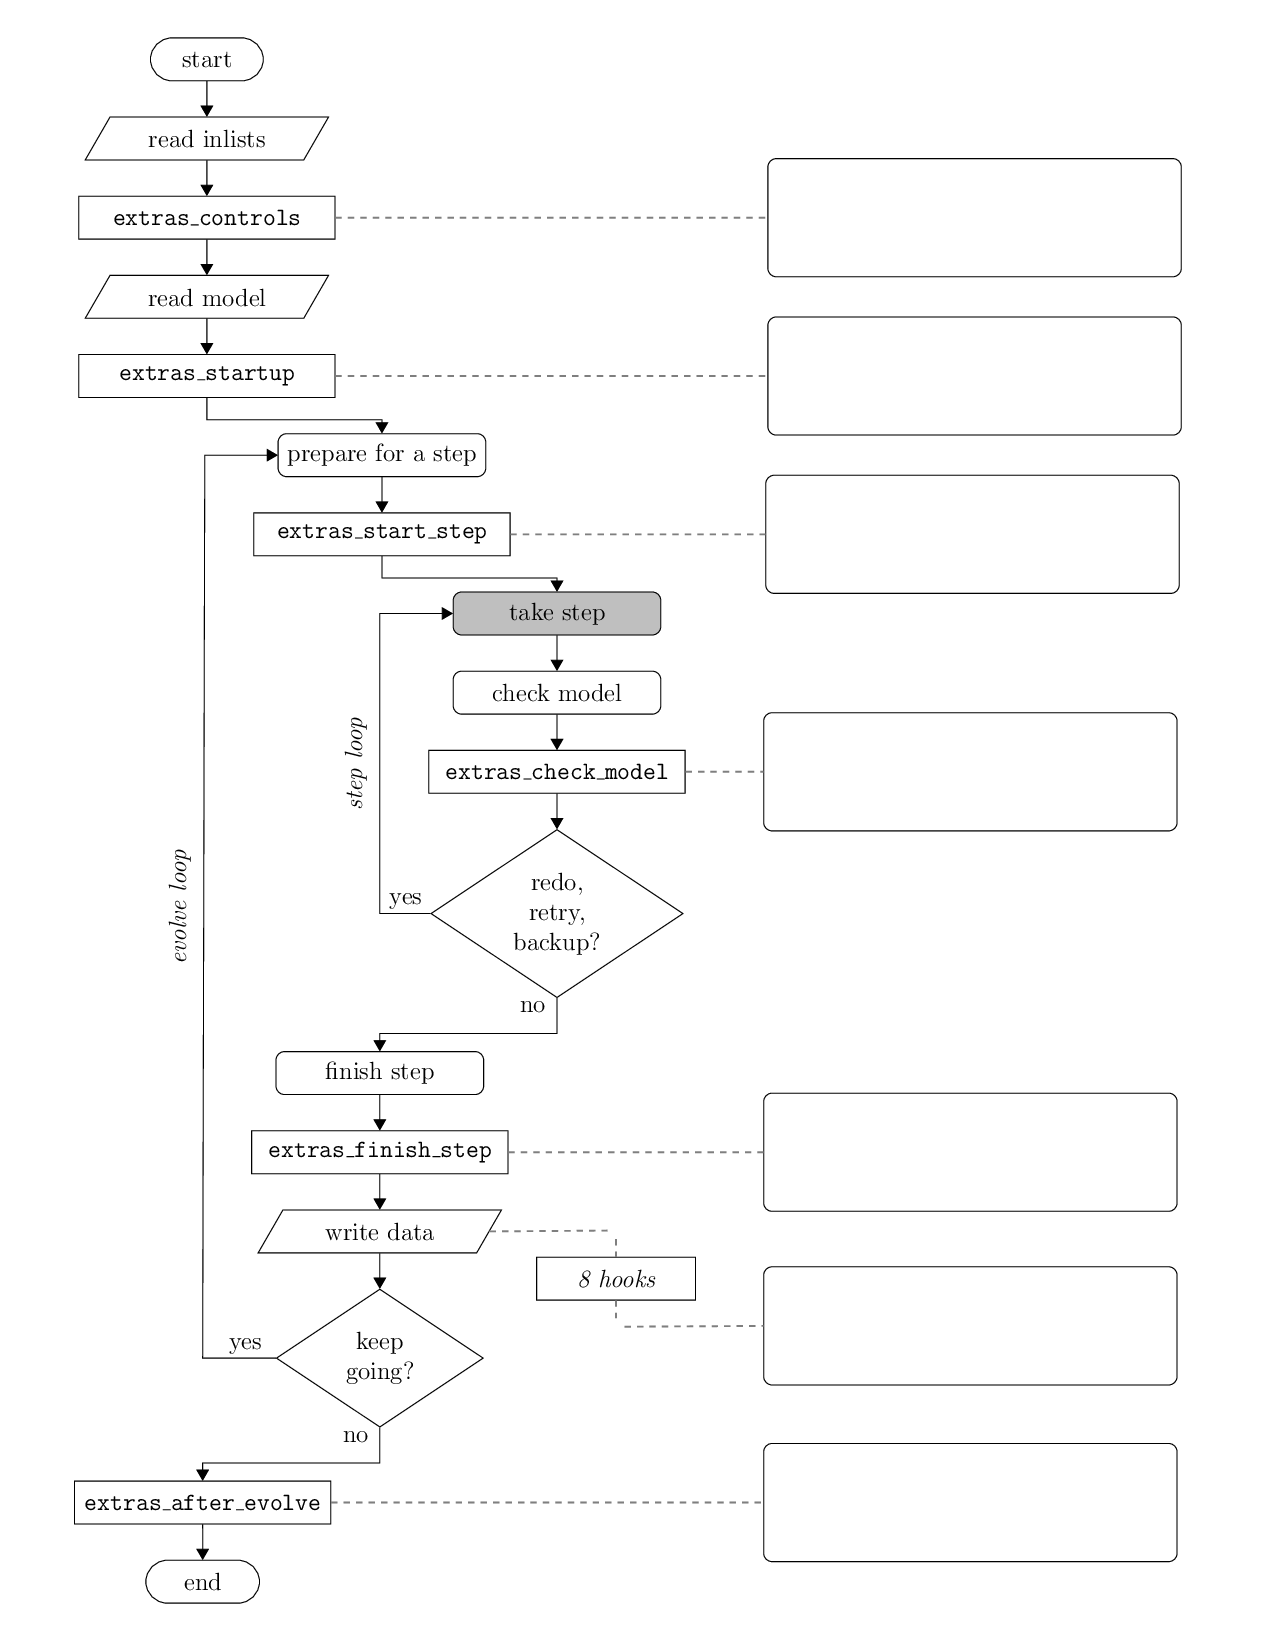 start
read inlists
extras_controls
read model
extras_startup
prepare for a step
extras_start_step
take step
check model
step loop
extras_check_model
evolve loop
redo,
retry,
backup?
yes
no
finish step
extras_finish_step
write data
8 hooks
keep
going?
yes
no
extras_after_evolve
end